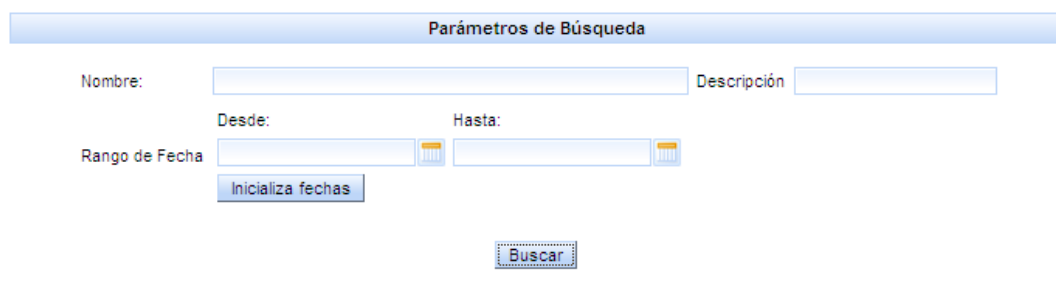 Parámetros de Búsqueda
Nombre: Descripción
Desde: Hasta:
Rango de Fecha
Inicializa fechas
Buscar